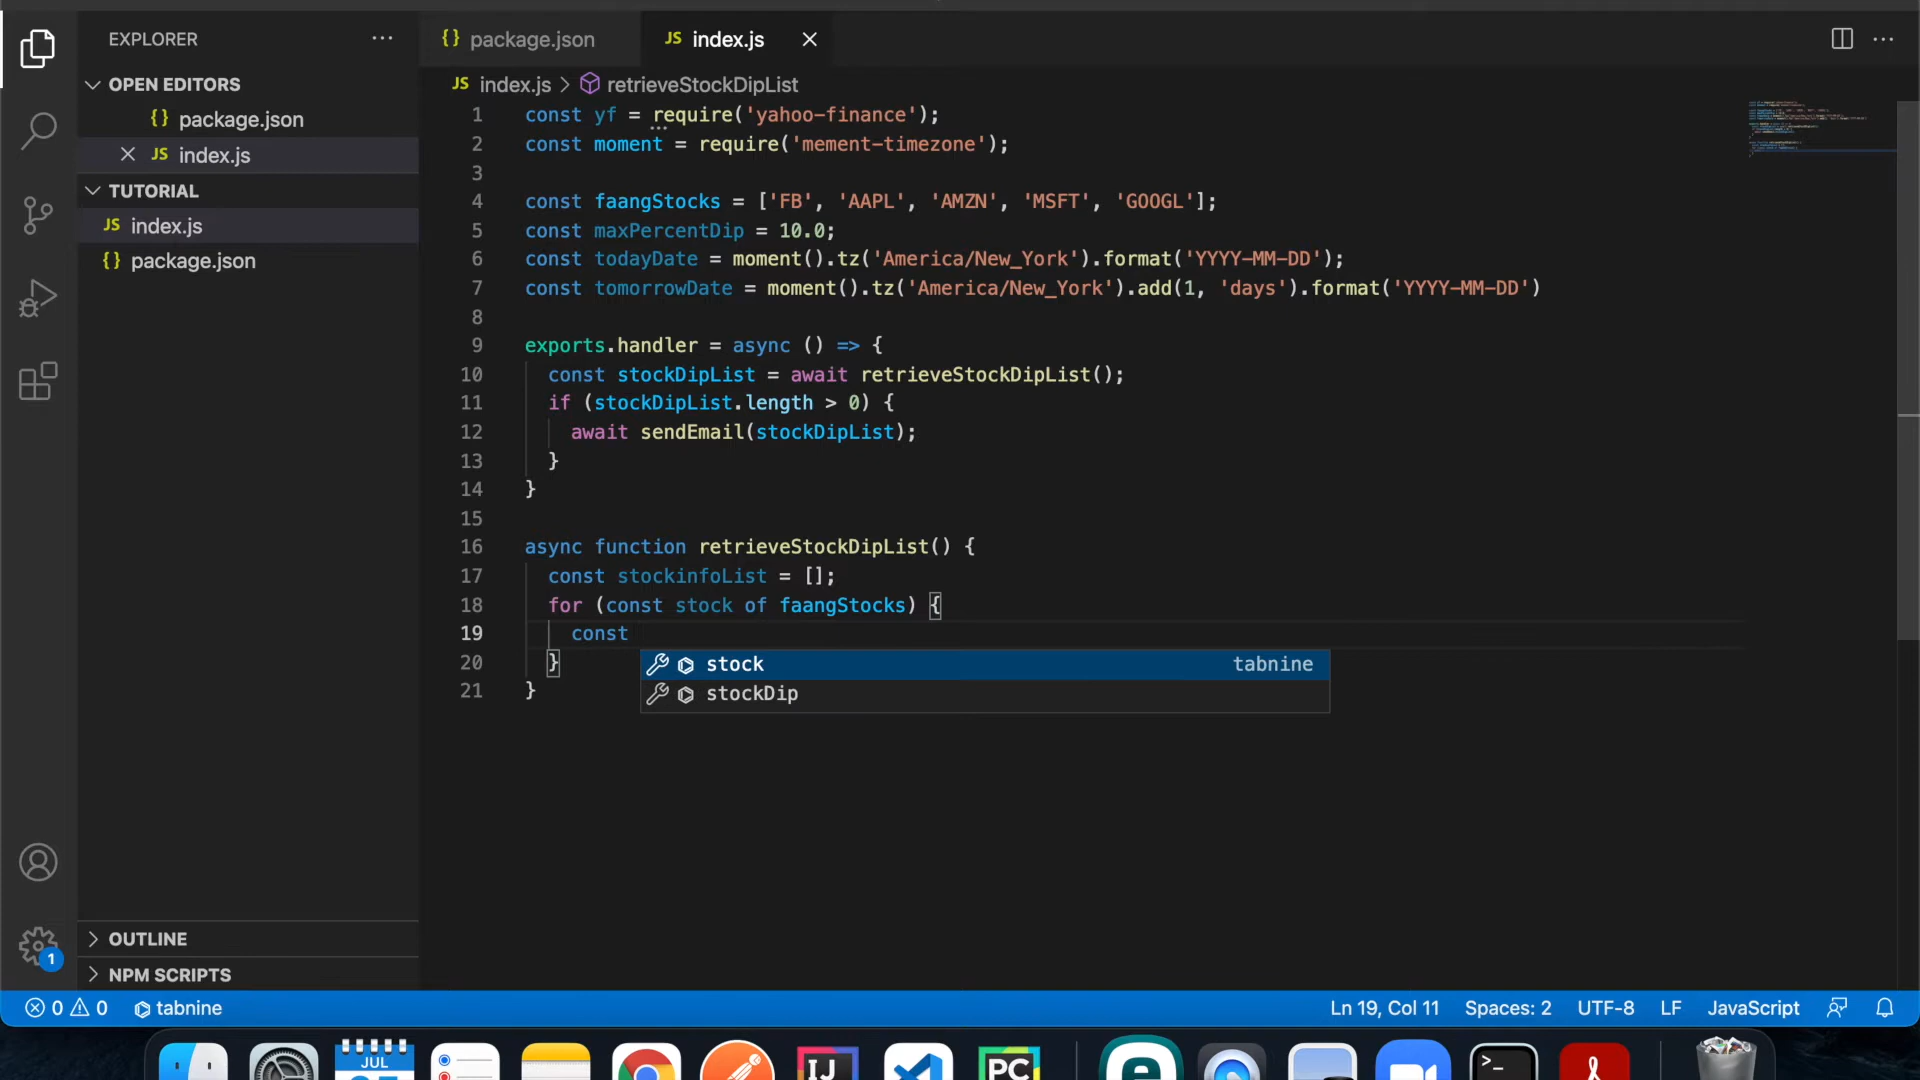 EXPLORER
OPEN EDITORS
{} package.json
JS index.js
TUTORIAL
JS index.js
{} package.json
OUTLINE
NPM SCRIPTS
{} package.json JS index.js
JS index.js > retrieveStockDipList
1 const yf = require('yahoo-finance');
2 const moment = require('mement-timezone');
3
4 const faangStocks = ['FB', 'AAPL', 'AMZN', 'MSFT', 'GOOGL'];
5 const maxPercentDip = 10.0;
6 const todayDate = moment().tz('America/New_York').format('YYYY-MM-DD');
7 const tomorrowDate = moment().tz('America/New_York').add(1, 'days').format('YYYY-MM-DD')
8
9 exports.handler = async () => {
10 const stockDipList = await retrieveStockDipList();
11 if (stockDipList.length > 0) {
12 await sendEmail(stockDipList);
13 }
14 }
15
16 async function retrieveStockDipList() {
17 const stockinfoList = [];
18 for (const stock of faangStocks) {
19 const
20 }
21 }
stock tabnine
stockDip
1
0 0 tabnine Ln 19, Col 11 Spaces: 2 UTF-8 LF JavaScript
JUL
IJ
PC
>_